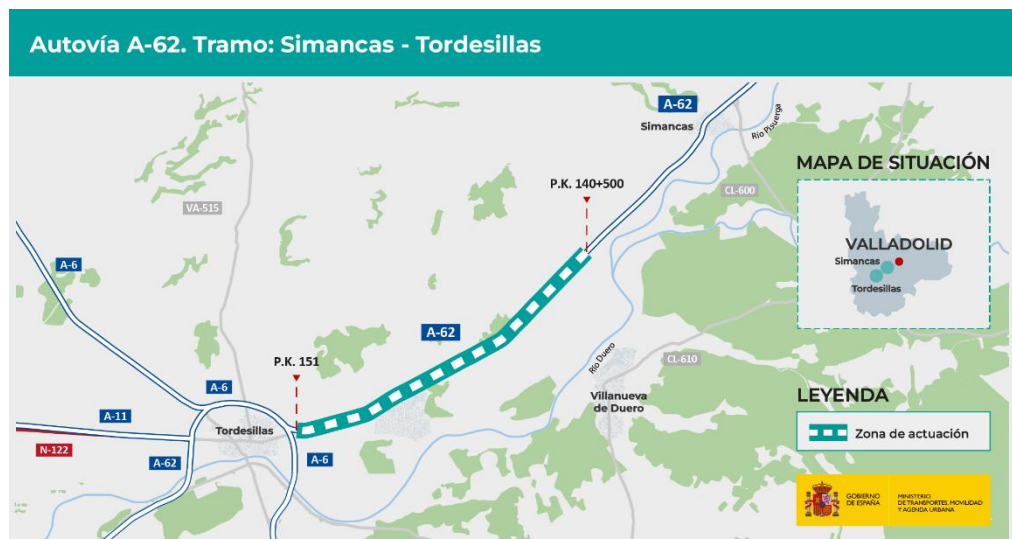 Autovía A-62. Tramo: Simancas - Tordesillas
A-62
Simancas
Río Pisuerga
MAPA DE SITUACIÓN
P.K. 140+500
CL-600
VA-515
VALLADOLID
Simancas
Tordesillas
A-6
A-62
Río Duero
P.K. 151
CL-610
A-6
Villanueva
de Duero
LEYENDA
A-11
Tordesillas
Zona de actuación
N-122
A-62
A-6
GOBIERNO
DE ESPAÑA
MINISTERIO
DE TRANSPORTES, MOVILIDAD
Y AGENDA URBANA